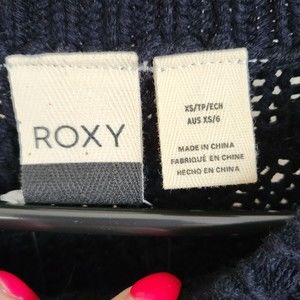 ROXY
XS/TP/ECH
AUS XS/6
MADE IN CHINA
FABRIQUÉ EN CHINE
HECHO EN CHINA